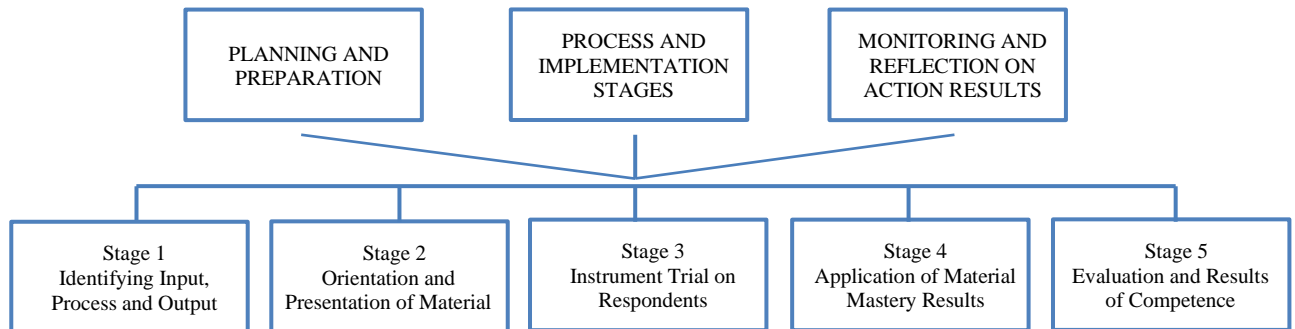 PLANNING AND
PREPARATION
PROCESS AND
IMPLEMENTATION
STAGES
MONITORING AND
REFLECTION ON
ACTION RESULTS
Stage 1
Identifying Input,
Process and Output
Stage 2
Orientation and
Presentation of Material
Stage 3
Instrument Trial on
Respondents
Stage 4
Application of Material
Mastery Results
Stage 5
Evaluation and Results
of Competence